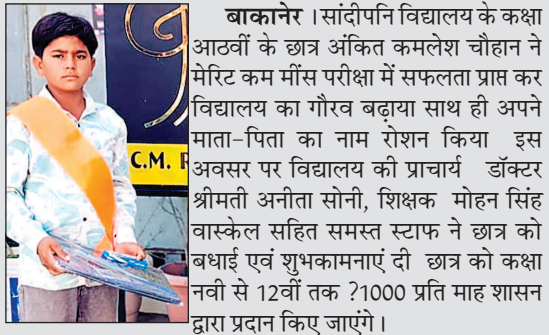 C.M. R
बाकानेर । सांदीपनि विद्यालय के कक्षा
आठवीं के छात्र अंकित कमलेश चौहान ने
मेरिट कम मींस परीक्षा में सफलता प्राप्त कर
विद्यालय का गौरव बढ़ाया साथ ही अपने
माता-पिता का नाम रोशन किया इस
अवसर पर विद्यालय की प्राचार्य डॉक्टर
श्रीमती अनीता सोनी, शिक्षक मोहन सिंह
वास्केल सहित समस्त स्टाफ ने छात्र को
बधाई एवं शुभकामनाएं दी छात्र को कक्षा
नवी से 12वीं तक ?1000 प्रति माह शासन
द्वारा प्रदान किए जाएंगे।